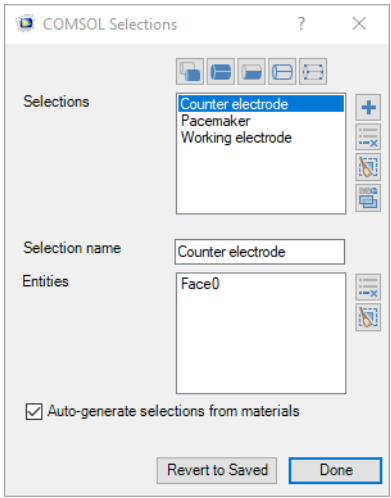 COMSOL Selections
?
Selections
Counter electrode
Pacemaker
Working electrode
Selection name
Counter electrode
Entities
Face0
Auto-generate selections from materials
Revert to Saved
Done